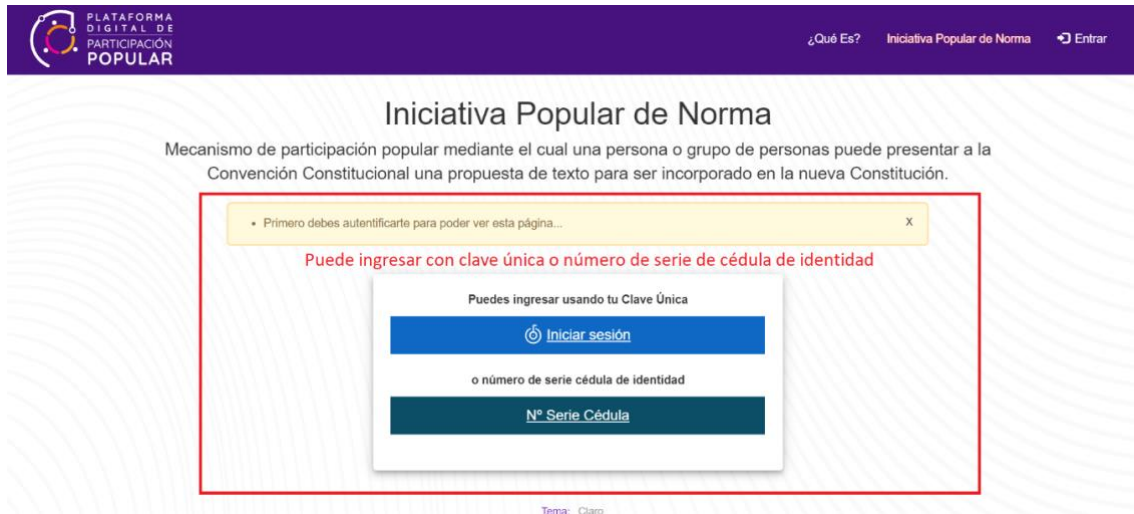 PLATAFORMA
DIGITAL DE
PARTICIPACIÓN
POPULAR
¿Qué Es? Iniciativa Popular de Norma Entrar
Iniciativa Popular de Norma
Mecanismo de participación popular mediante el cual una persona o grupo de personas puede presentar a la
Convención Constitucional una propuesta de texto para ser incorporado en la nueva Constitución.
• Primero debes autentificarte para poder ver esta página... x
Puede ingresar con clave única o número de serie de cédula de identidad
Puedes ingresar usando tu Clave Única
Iniciar sesión
o número de serie cédula de identidad
Nº Serie Cédula
Tema: Claro